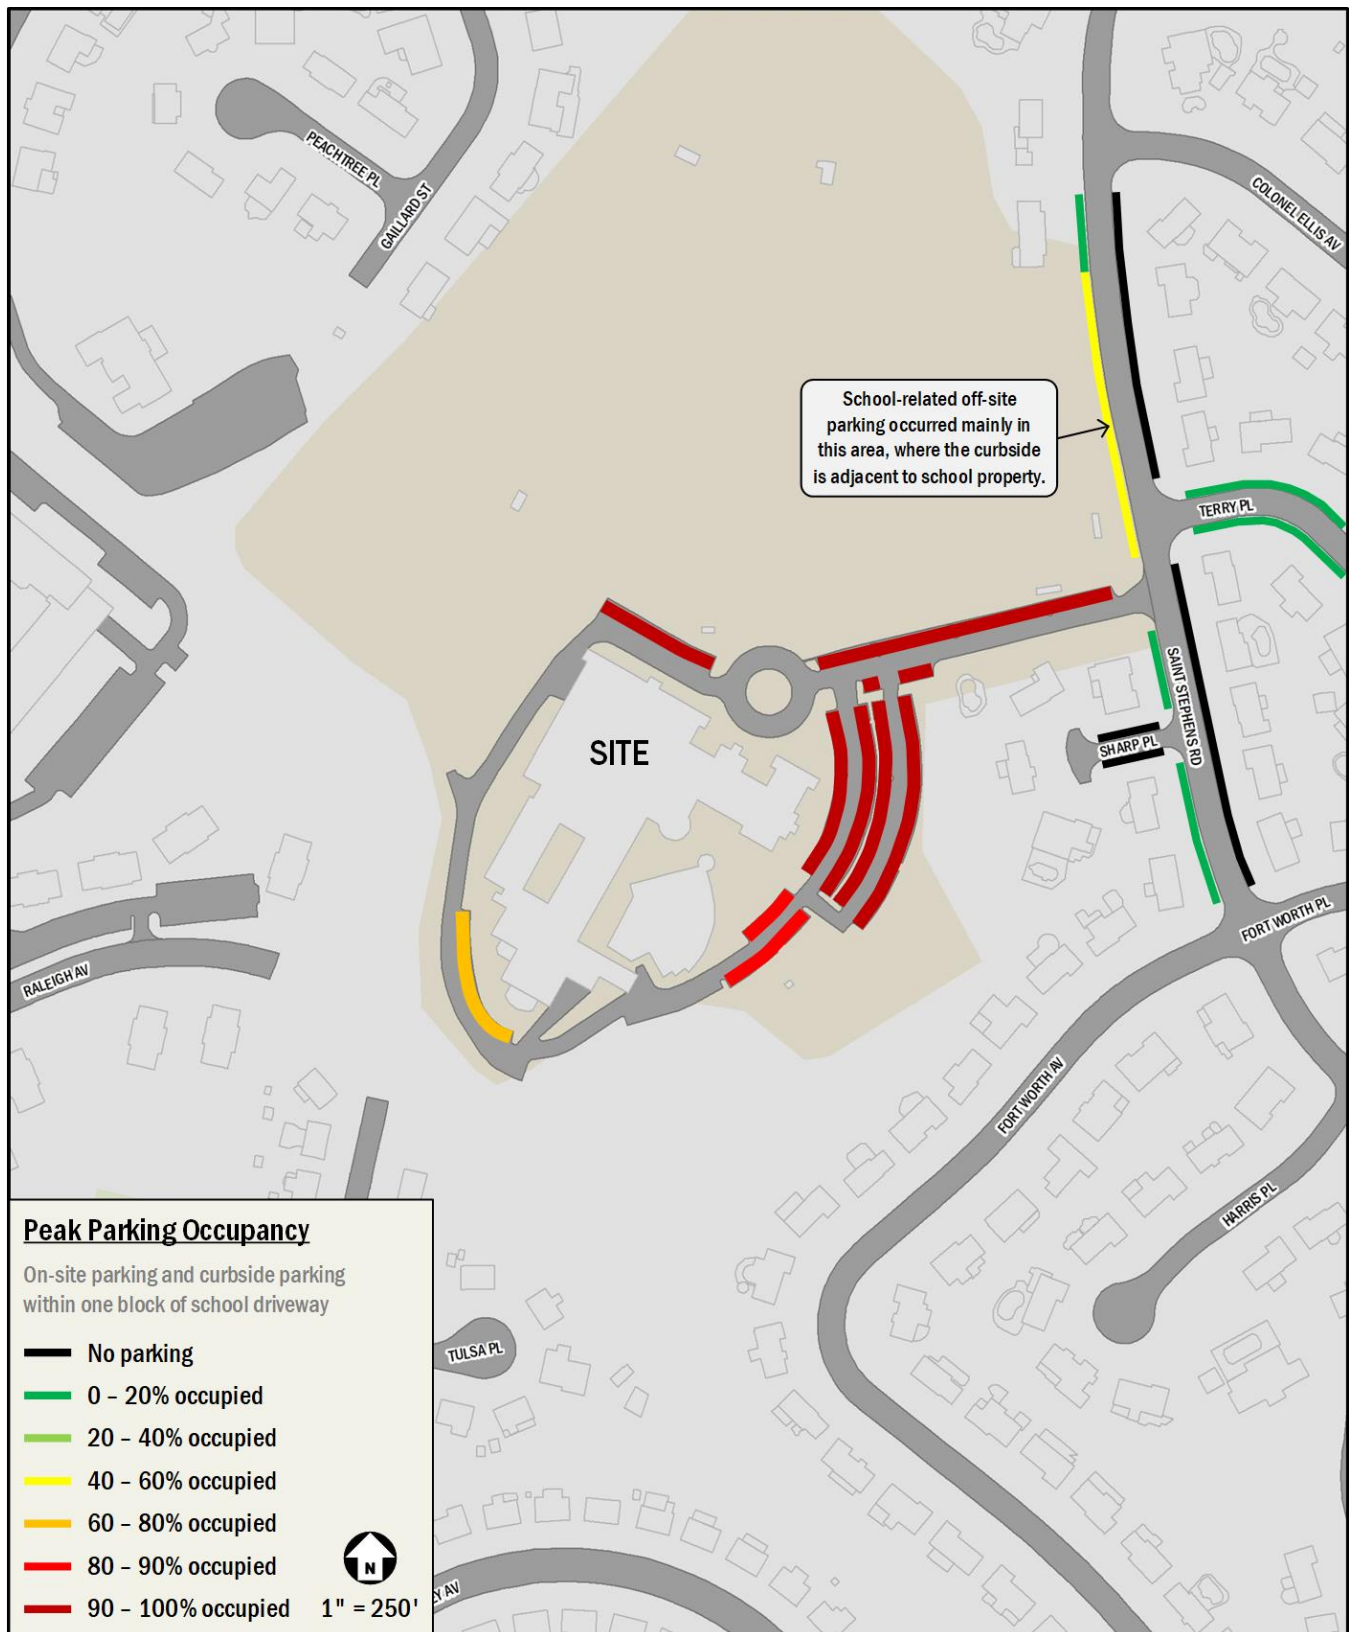 PEACHTREE PL
GAILLARD ST
COLONEL ELLIS AV
School-related off-site
parking occurred mainly in
this area, where the curbside
is adjacent to school property.
TERRY PL
SAINT STEPHENS RD
SITE
SHARP PL
FORT WORTH PL
RALEIGH AV
FORT WORTH AV
HARRIS PL
TULSA PL
Peak Parking Occupancy
On-site parking and curbside parking
within one block of school driveway
No parking
0 – 20% occupied
20 – 40% occupied
40 – 60% occupied
60 – 80% occupied
80 – 90% occupied
N
90 – 100% occupied 1" = 250'
Y AV